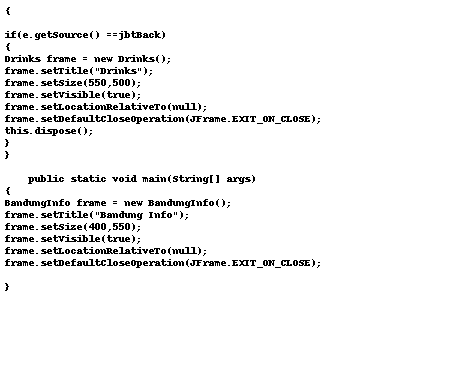 {
if(e.getSource() ==jbtBack)
{
Drinks frame = new Drinks();
frame.setTitle("Drinks");
frame.setSize(550,500);
frame.setVisible(true);
frame.setLocationRelativeTo(null);
frame.setDefaultCloseOperation(JFrame.EXIT_ON_CLOSE);
this.dispose();
}
}
public static void main(String[] args)
{
BandungInfo frame = new BandungInfo();
frame.setTitle("Bandung Info");
frame.setSize(400,550);
frame.setVisible(true);
frame.setLocationRelativeTo(null);
frame.setDefaultCloseOperation(JFrame.EXIT_ON_CLOSE);
}